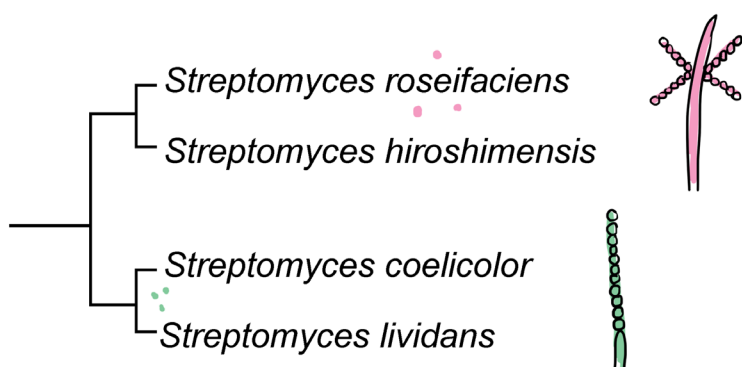 Streptomyces roseifaciens
Streptomyces hiroshimensis
Streptomyces coelicolor
Streptomyces lividans